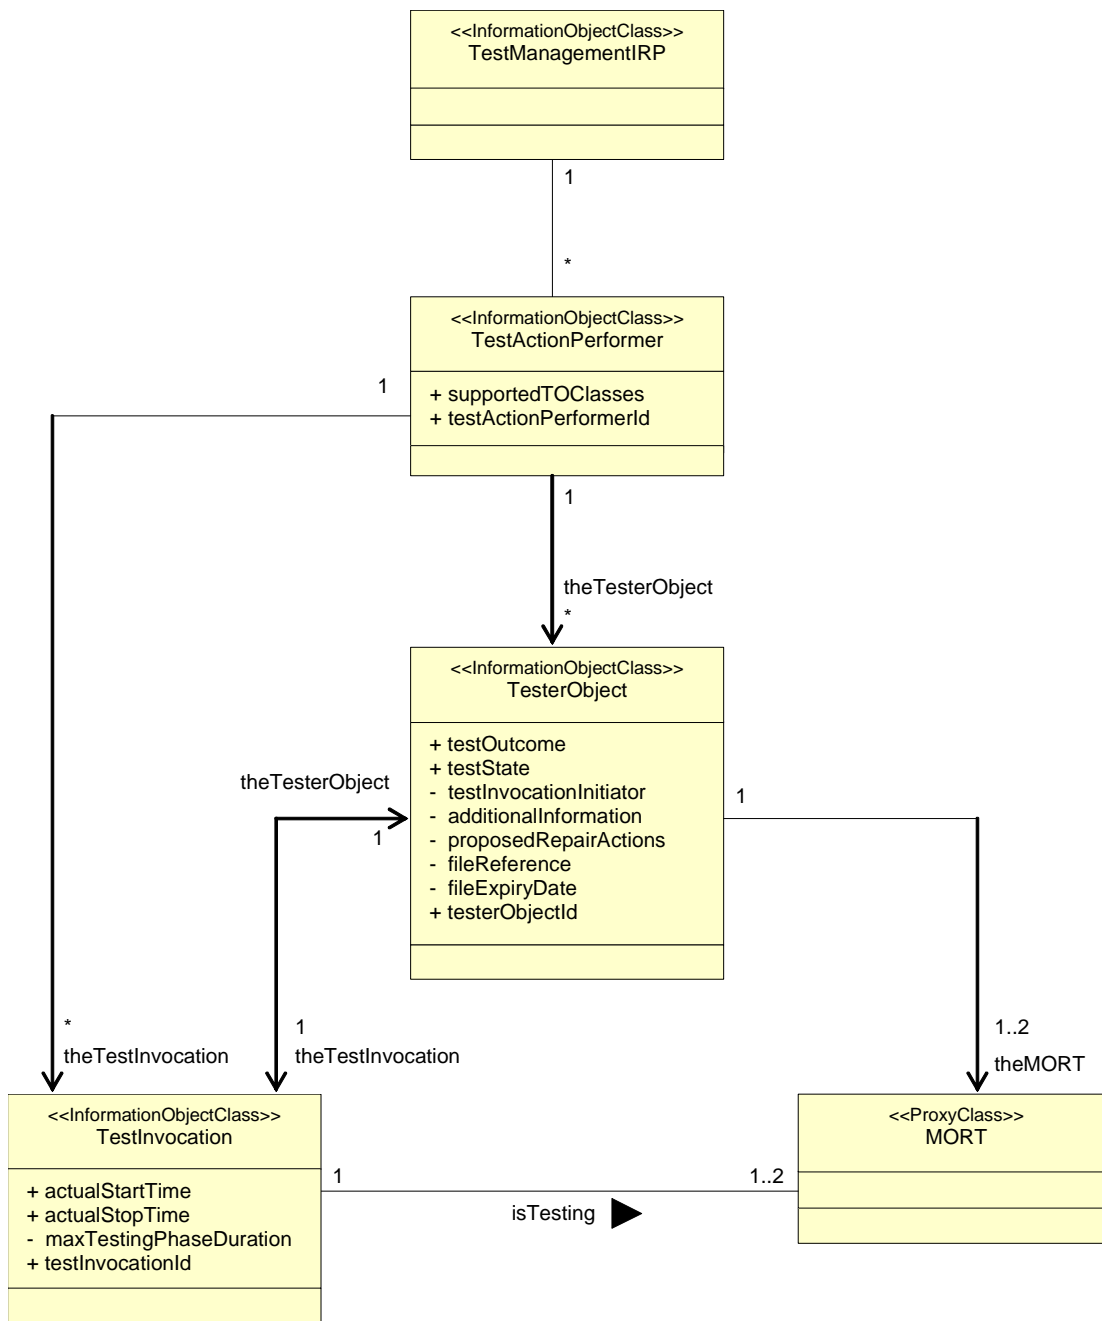 <<InformationObjectClass>>
TestManagementIRP
1
*
<<InformationObjectClass>>
TestActionPerformer
+ supportedTOClasses
+ testActionPerformerId
1
1
theTesterObject
*
<<InformationObjectClass>>
TesterObject
+ testOutcome
+ testState
- testInvocationInitiator
- additionalInformation
- proposedRepairActions
- fileReference
- fileExpiryDate
+ testerObjectId
theTesterObject
1
1
*
theTestInvocation
1
theTestInvocation
1..2
theMORT
<<InformationObjectClass>>
TestInvocation
+ actualStartTime
+ actualStopTime
- maxTestingPhaseDuration
+ testInvocationId
1
1..2
isTesting
<<ProxyClass>>
MORT